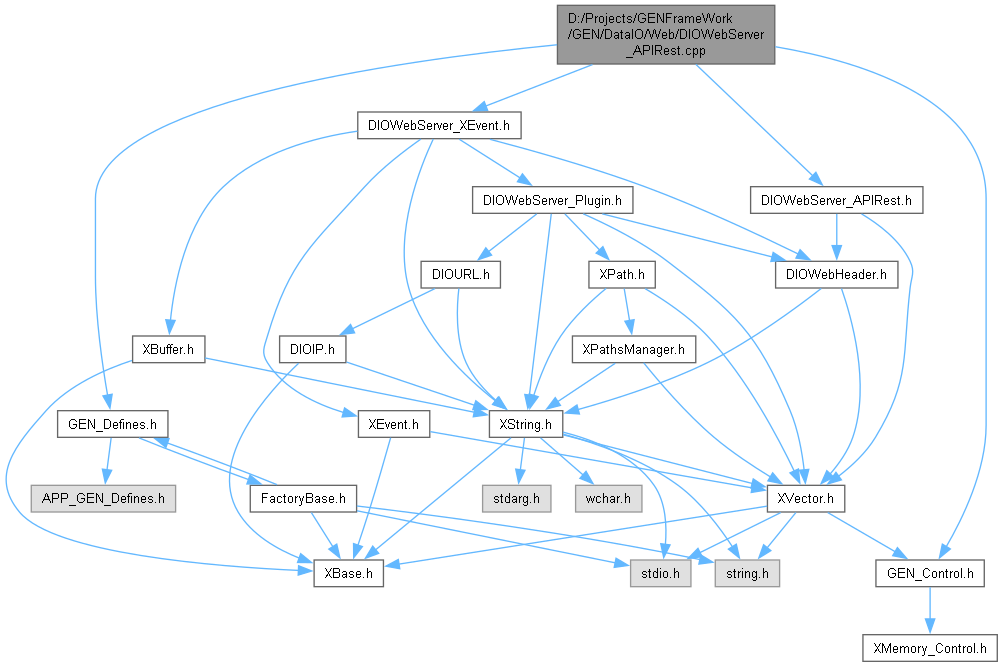 D:/Projects/GENFrameWork
/GEN/DataIO/Web/DIOWebServer
_APIRest.cpp
DIOWebServer_XEvent.h
DIOWebServer_Plugin.h
DIOWebServer_APIRest.h
DIOURL.h
XPath.h
DIOWebHeader.h
XBuffer.h
DIOIP.h
XPathsManager.h
GEN_Defines.h
XEvent.h
XString.h
APP_GEN_Defines.h
FactoryBase.h
stdarg.h
wchar.h
XVector.h
XBase.h
stdio.h
string.h
GEN_Control.h
XMemory_Control.h